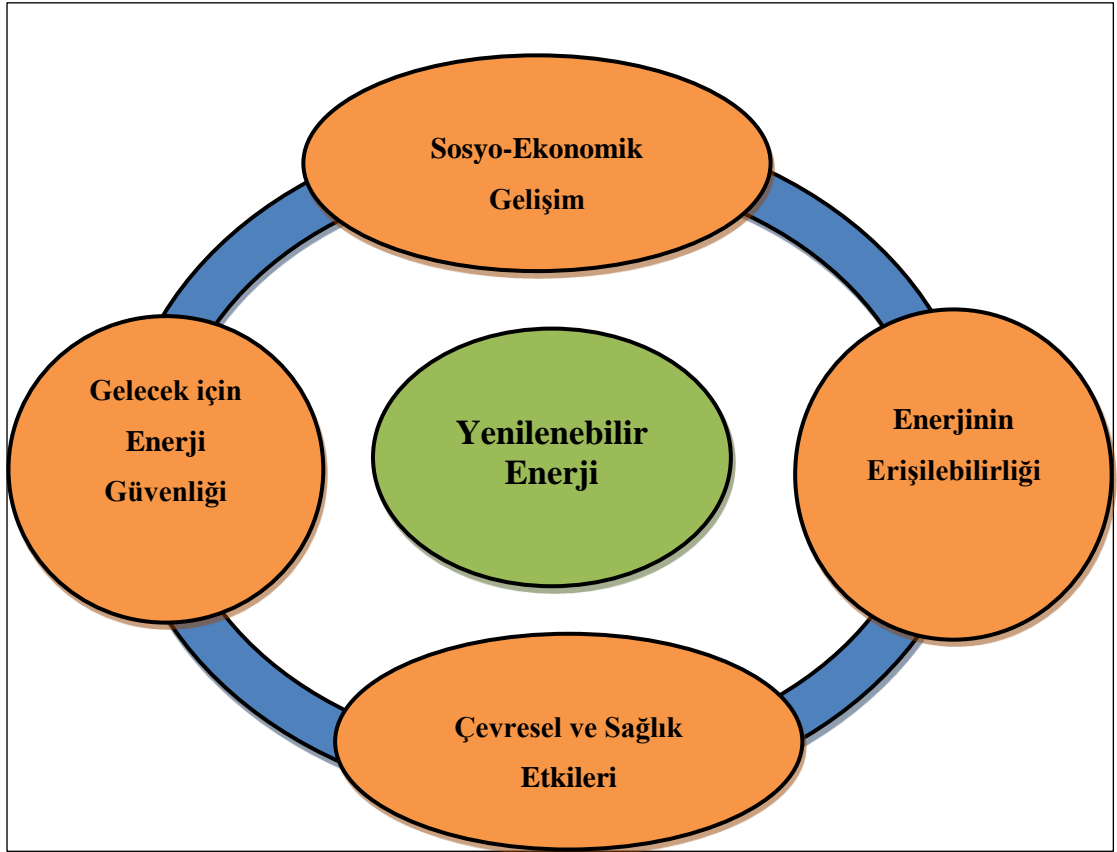 Sosyo-Ekonomik
Gelişim
Gelecek için
Enerji
Güvenliği
Yenilenebilir
Enerji
Enerjinin
Erişilebilirliği
Çevresel ve Sağlık
Etkileri